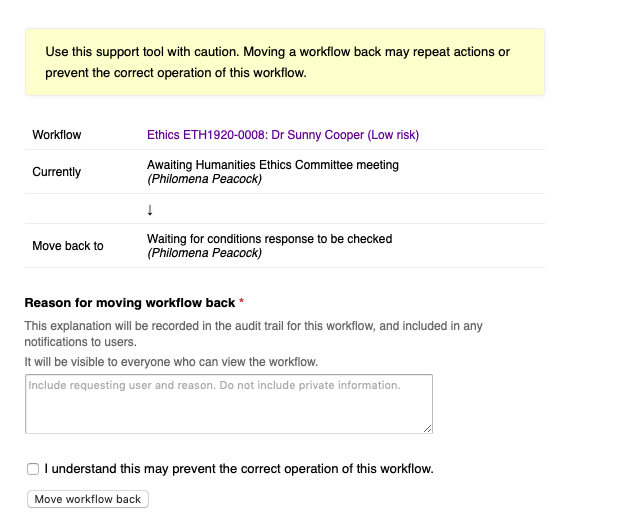 Use this support tool with caution. Moving a workflow back may repeat actions or
prevent the correct operation of this workflow.
Workflow Ethics ETH1920-0008: Dr Sunny Cooper (Low risk)
Currently Awaiting Humanities Ethics Committee meeting
(Philomena Peacock)
↓
Move back to Waiting for conditions response to be checked
(Philomena Peacock)
Reason for moving workflow back *
This explanation will be recorded in the audit trail for this workflow, and included in any
notifications to users.
It will be visible to everyone who can view the workflow.
Include requesting user and reason. Do not include private information.
I understand this may prevent the correct operation of this workflow.
Move workflow back